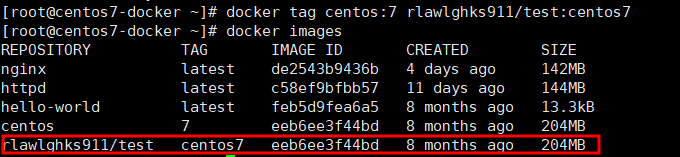 [root@centos7-docker ~]# docker tag centos:7 rlawlghks911/test:centos7
[root@centos7-docker ~]# docker images
REPOSITORY TAG IMAGE ID CREATED SIZE
nginx latest de2543b9436b 4 days ago 142MB
httpd latest c58ef9bfbb57 11 days ago 144MB
hello-world latest feb5d9fea6a5 8 months ago 13.3kB
centos 7 eeb6ee3f44bd 8 months ago 204MB
rlawlghks911/test centos7 eeb6ee3f44bd 8 months ago 204MB